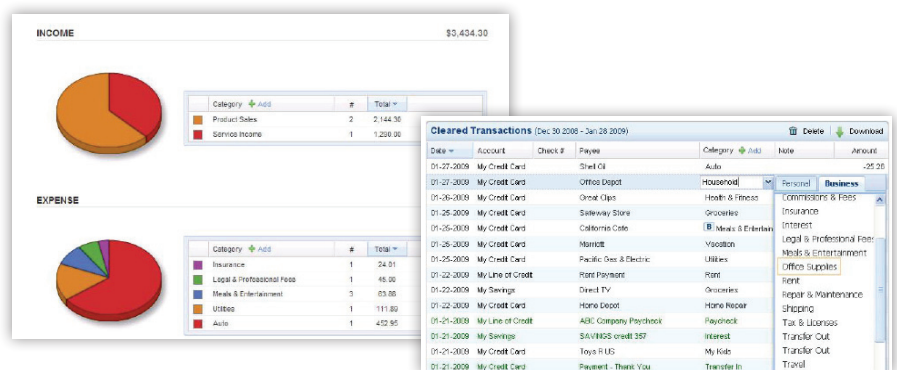 INCOME $3,434.30
Category Add # Total
Product Sales 2 2,144.30
Service Income 1 1,290.00
EXPENSE
Category Add # Total
Insurance 1 24.81
Legal & Professional Fees 1 45.00
Meals & Entertainment 3 83.88
Utilities 1 111.89
Auto 1 452.95
Cleared Transactions (Dec 30 2008 - Jan 28 2009) Delete Download
Date Account Check # Payee Category Add Note Amount
01-27-2009 My Credit Card Shell Oil Auto -25.28
01-27-2009 My Credit Card Office Depot Household Personal Business
01-26-2009 My Credit Card Great Clips Health & Fitness Commissions & Fees
01-25-2009 My Credit Card Safeway Store Groceries Insurance
01-25-2009 My Credit Card California Cafe B Meals & Entertain Interest
01-25-2009 My Credit Card Marriott Vacation Legal & Professional Fees
01-25-2009 My Credit Card Pacific Gas & Electric Utilities Meals & Entertainment
01-22-2009 My Line of Credit Rent Payment Rent Office Supplies
01-22-2009 My Savings Direct TV Groceries Rent
01-22-2009 My Credit Card Home Depot Home Repair Repair & Maintenance
01-21-2009 My Line of Credit ABC Company Paycheck Paycheck Shipping
01-21-2009 My Savings SAVINGS credit 357 Interest Tax & Licenses
01-21-2009 My Credit Card Toys R US My Kids Transfer Out
01-21-2009 My Credit Card Payment - Thank You Transfer In Transfer Out
Travel